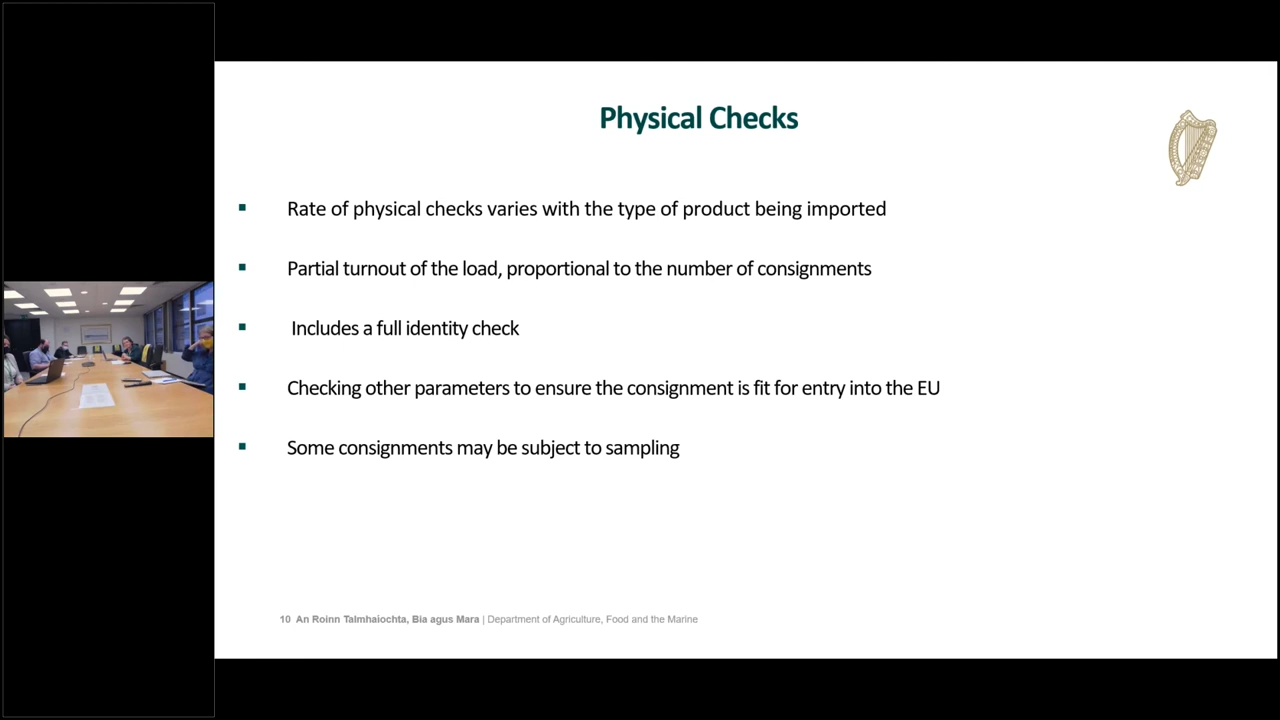 Physical Checks
▪ Rate of physical checks varies with the type of product being imported
▪ Partial turnout of the load, proportional to the number of consignments
▪ Includes a full identity check
▪ Checking other parameters to ensure the consignment is fit for entry into the EU
▪ Some consignments may be subject to sampling
10 An Roinn Talmhaíochta, Bia agus Mara | Department of Agriculture, Food and the Marine